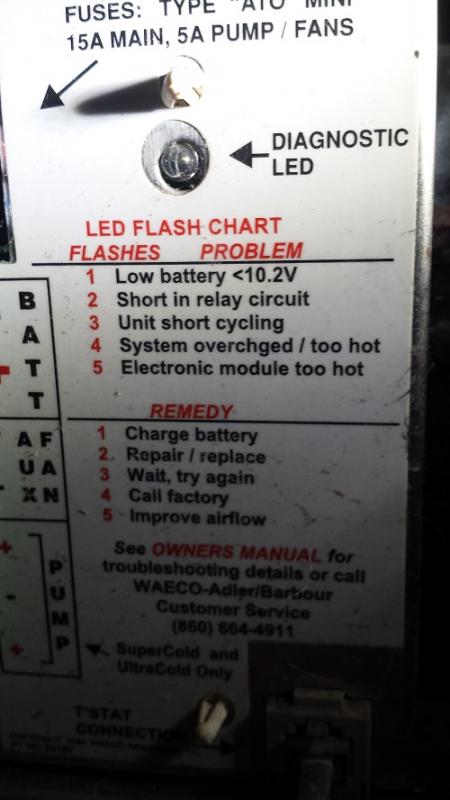 FUSES: TYPE "ATO" MINI
15A MAIN, 5A PUMP / FANS
DIAGNOSTIC
LED
LED FLASH CHART
FLASHES PROBLEM
1 Low battery <10.2V
2 Short in relay circuit
3 Unit short cycling
4 System overchged / too hot
5 Electronic module too hot
REMEDY
1 Charge battery
2 Repair / replace
3 Wait, try again
4 Call factory
5 Improve airflow
See OWNERS MANUAL for
troubleshooting details or call
WAECO-Adler/Barbour
Customer Service
(860) 664-4911
SuperCold and
UltraCold Only
T'STAT
CONNECTION
BATT
+
AUX
FAN
+
-
+
PUMP